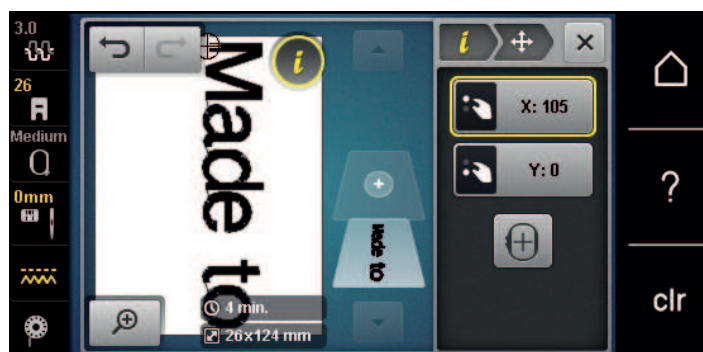 3.0
26
Medium
0mm
Made to
4 min.
26x124 mm
Made to
i
i
X: 105
Y: 0
?
clr